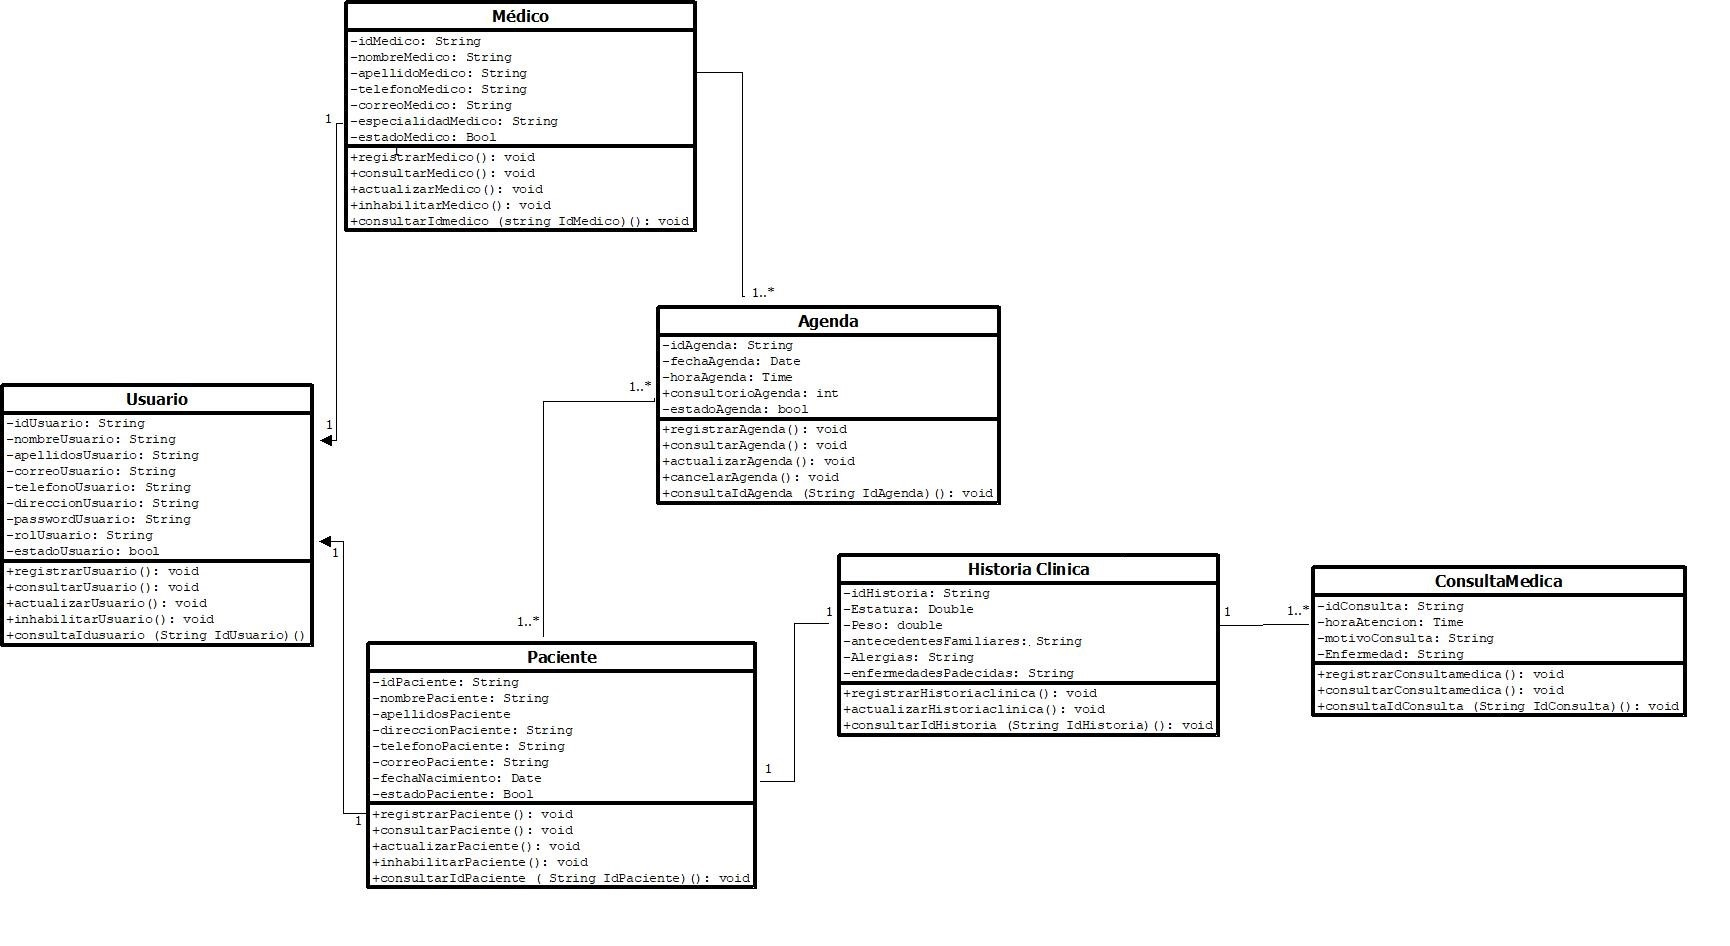 Médico
-idMedico: String
-nombreMedico: String
-apellidoMedico: String
-telefonoMedico: String
-correoMedico: String
-especialidadMedico: String
-estadoMedico: Bool
+registrarMedico(): void
+consultarMedico(): void
+actualizarMedico(): void
+inhabilitarMedico(): void
+consultarIdmedico (string IdMedico)(): void
1
1..*
Agenda
-idAgenda: String
-fechaAgenda: Date
-horaAgenda: Time
+consultorioAgenda: int
-estadoAgenda: bool
+registrarAgenda(): void
+consultarAgenda(): void
+actualizarAgenda(): void
+cancelarAgenda(): void
+consultaIdAgenda (String IdAgenda)(): void
1..*
1
Usuario
-idUsuario: String
-nombreUsuario: String
-apellidosUsuario: String
-correoUsuario: String
-telefonoUsuario: String
-direccionUsuario: String
-passwordUsuario: String
-rolUsuario: String
-estadoUsuario: bool
+registrarUsuario(): void
+consultarUsuario(): void
+actualizarUsuario(): void
+inhabilitarUsuario(): void
+consultaIdusuario (String IdUsuario)()
1
1..*
Paciente
-idPaciente: String
-nombrePaciente: String
-apellidosPaciente
-direccionPaciente: String
-telefonoPaciente: String
-correoPaciente: String
-fechaNacimiento: Date
-estadoPaciente: Bool
+registrarPaciente(): void
+consultarPaciente(): void
+actualizarPaciente(): void
+inhabilitarPaciente(): void
+consultarIdPaciente ( String IdPaciente)(): void
1
1
1
Historia Clinica
-idHistoria: String
-Estatura: Double
-Peso: double
-antecedentesFamiliares: String
-Alergias: String
-enfermedadesPadecidas: String
+registrarHistoriaclinica(): void
+actualizarHistoriaclinica(): void
+consultarIdHistoria (String IdHistoria)(): void
1
1..*
ConsultaMedica
-idConsulta: String
-horaAtencion: Time
-motivoConsulta: String
-Enfermedad: String
+registrarConsultamedica(): void
+consultarConsultamedica(): void
+consultaIdConsulta (String IdConsulta)(): void